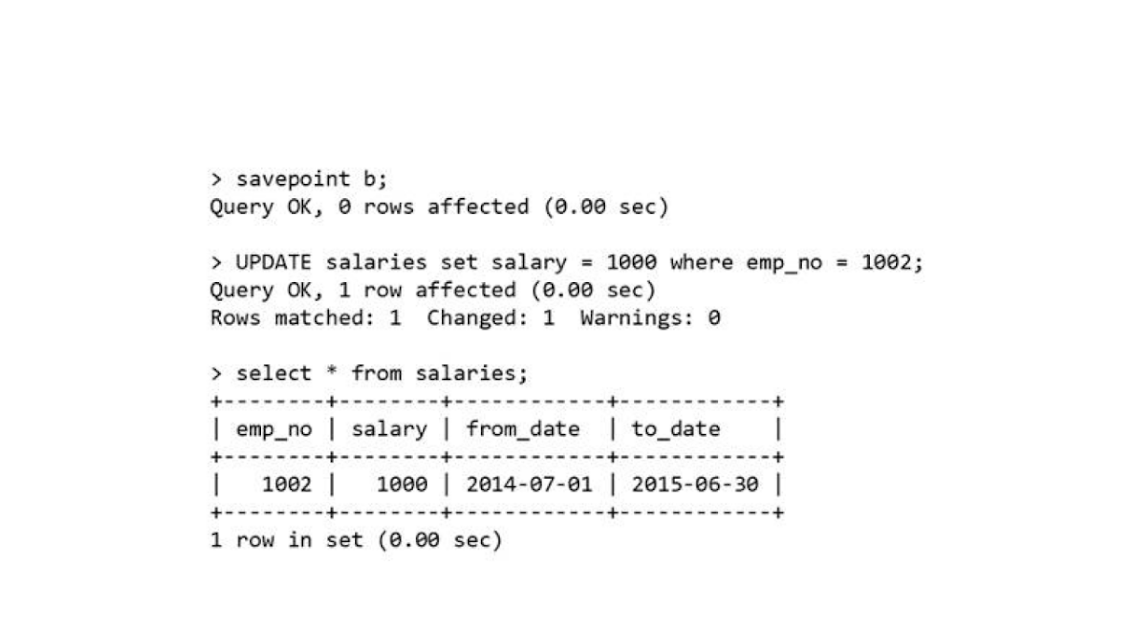 > savepoint b;
Query OK, 0 rows affected (0.00 sec)
> UPDATE salaries set salary = 1000 where emp_no = 1002;
Query OK, 1 row affected (0.00 sec)
Rows matched: 1  Changed: 1  Warnings: 0
> select * from salaries;
+--------+--------+------------+------------+
| emp_no | salary | from_date  | to_date    |
+--------+--------+------------+------------+
|   1002 |   1000 | 2014-07-01 | 2015-06-30 |
+--------+--------+------------+------------+
1 row in set (0.00 sec)